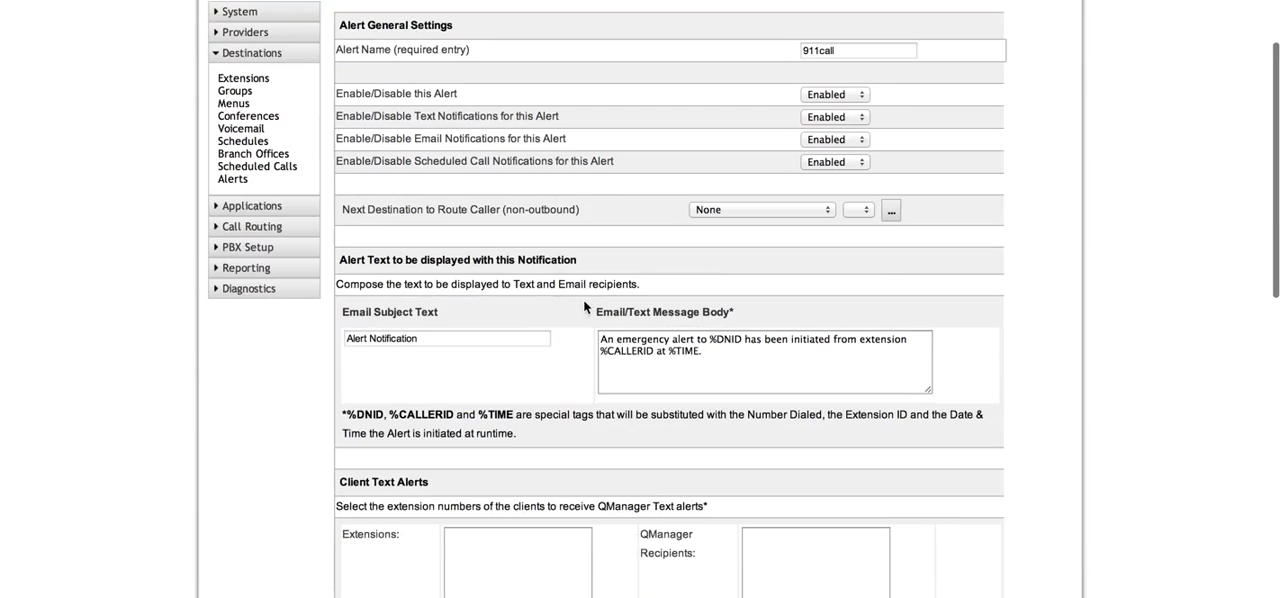 System
Providers
Destinations
Extensions
Groups
Menus
Conferences
Voicemail
Schedules
Branch Offices
Scheduled Calls
Alerts
Applications
Call Routing
PBX Setup
Reporting
Diagnostics
Alert General Settings
Alert Name (required entry) 911call
Enable/Disable this Alert Enabled
Enable/Disable Text Notifications for this Alert Enabled
Enable/Disable Email Notifications for this Alert Enabled
Enable/Disable Scheduled Call Notifications for this Alert Enabled
Next Destination to Route Caller (non-outbound) None ...
Alert Text to be displayed with this Notification
Compose the text to be displayed to Text and Email recipients.
Email Subject Text Email/Text Message Body*
Alert Notification
An emergency alert to %DNID has been initiated from extension
%CALLERID at %TIME.
*%DNID, %CALLERID and %TIME are special tags that will be substituted with the Number Dialed, the Extension ID and the Date &
Time the Alert is initiated at runtime.
Client Text Alerts
Select the extension numbers of the clients to receive QManager Text alerts*
Extensions: QManager
Recipients: